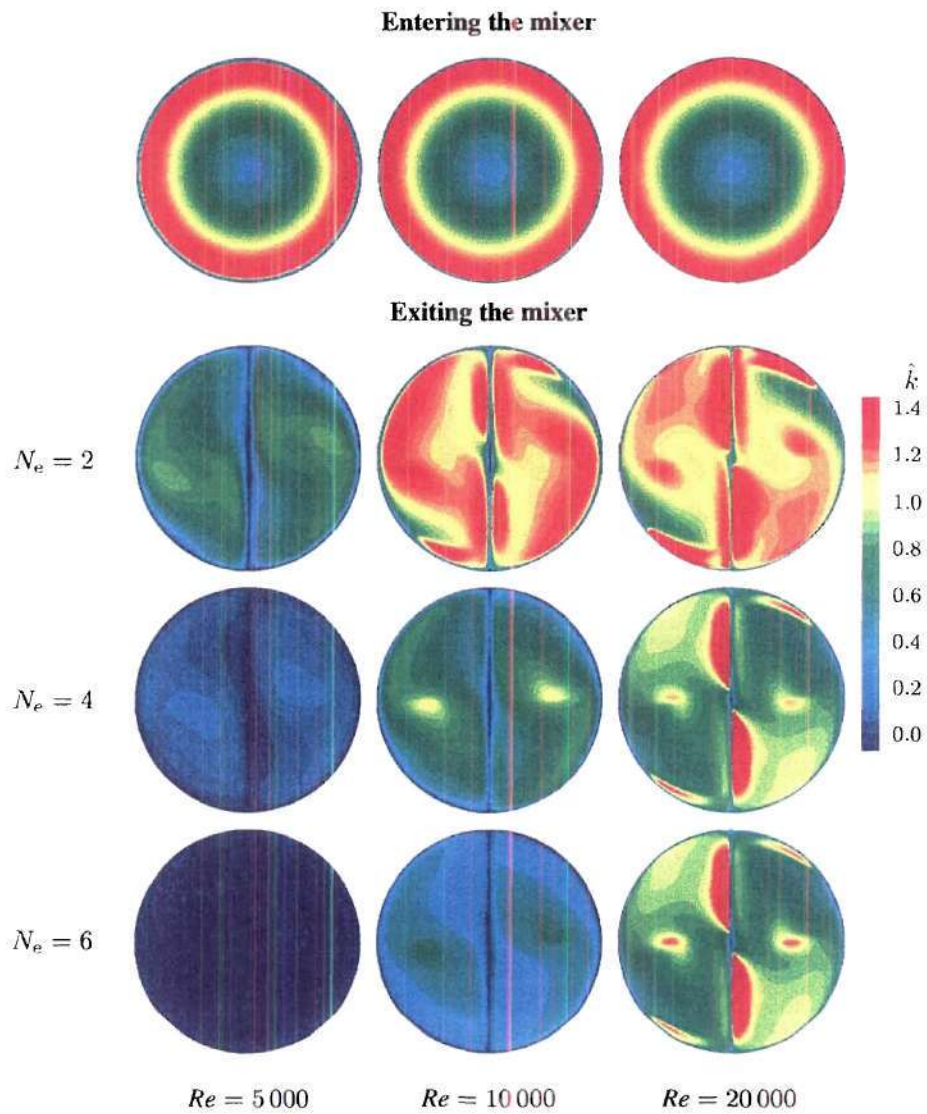 Entering the mixer
Exiting the mixer
k̂
1.4
1.2
1.0
0.8
0.6
0.4
0.2
0.0
Nₑ = 2
Nₑ = 4
Nₑ = 6
Re = 5 000
Re = 10 000
Re = 20 000